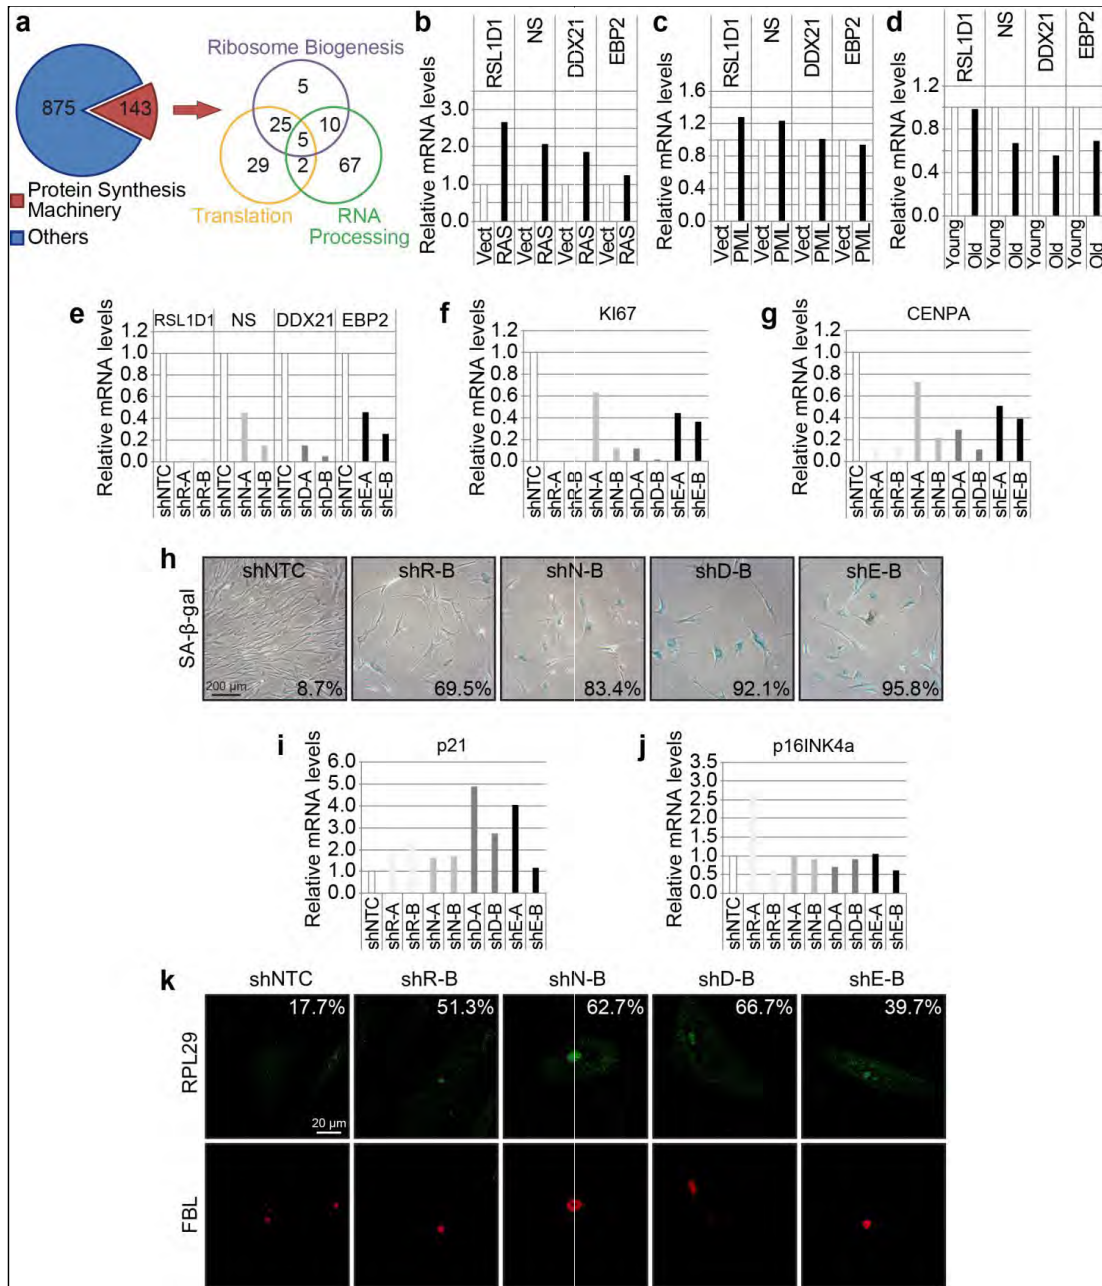 a
875
143
Protein Synthesis
Machinery
Others
Ribosome Biogenesis
5
25
10
5
29
2
67
Translation
RNA
Processing
b
RSL1D1
NS
DDX21
EBP2
Relative mRNA levels
3.0
2.0
1.0
0.0
Vect
RAS
Vect
RAS
Vect
RAS
Vect
RAS
c
RSL1D1
NS
DDX21
EBP2
Relative mRNA levels
1.6
1.2
0.8
0.4
0.0
Vect
PML
Vect
PML
Vect
PML
Vect
PML
d
RSL1D1
NS
DDX21
EBP2
Relative mRNA levels
1.2
0.8
0.4
0.0
Young
Old
Young
Old
Young
Old
Young
Old
e
RSL1D1
NS
DDX21
EBP2
Relative mRNA levels
1.2
1.0
0.8
0.6
0.4
0.2
0.0
shNTC
shR-A
shR-B
shNTC
shN-A
shN-B
shNTC
shD-A
shD-B
shNTC
shE-A
shE-B
f
KI67
Relative mRNA levels
1.2
1.0
0.8
0.6
0.4
0.2
0.0
shNTC
shR-A
shR-B
shN-A
shN-B
shD-A
shD-B
shE-A
shE-B
g
CENPA
Relative mRNA levels
1.2
1.0
0.8
0.6
0.4
0.2
0.0
shNTC
shR-A
shR-B
shN-A
shN-B
shD-A
shD-B
shE-A
shE-B
h
SA-β-gal
shNTC
shR-B
shN-B
shD-B
shE-B
200 µm
8.7%
69.5%
83.4%
92.1%
95.8%
i
p21
Relative mRNA levels
6.0
5.0
4.0
3.0
2.0
1.0
0.0
shNTC
shR-A
shR-B
shN-A
shN-B
shD-A
shD-B
shE-A
shE-B
j
p16INK4a
Relative mRNA levels
3.5
3.0
2.5
2.0
1.5
1.0
0.5
0.0
shNTC
shR-A
shR-B
shN-A
shN-B
shD-A
shD-B
shE-A
shE-B
k
shNTC
shR-B
shN-B
shD-B
shE-B
RPL29
17.7%
51.3%
62.7%
66.7%
39.7%
20 µm
FBL